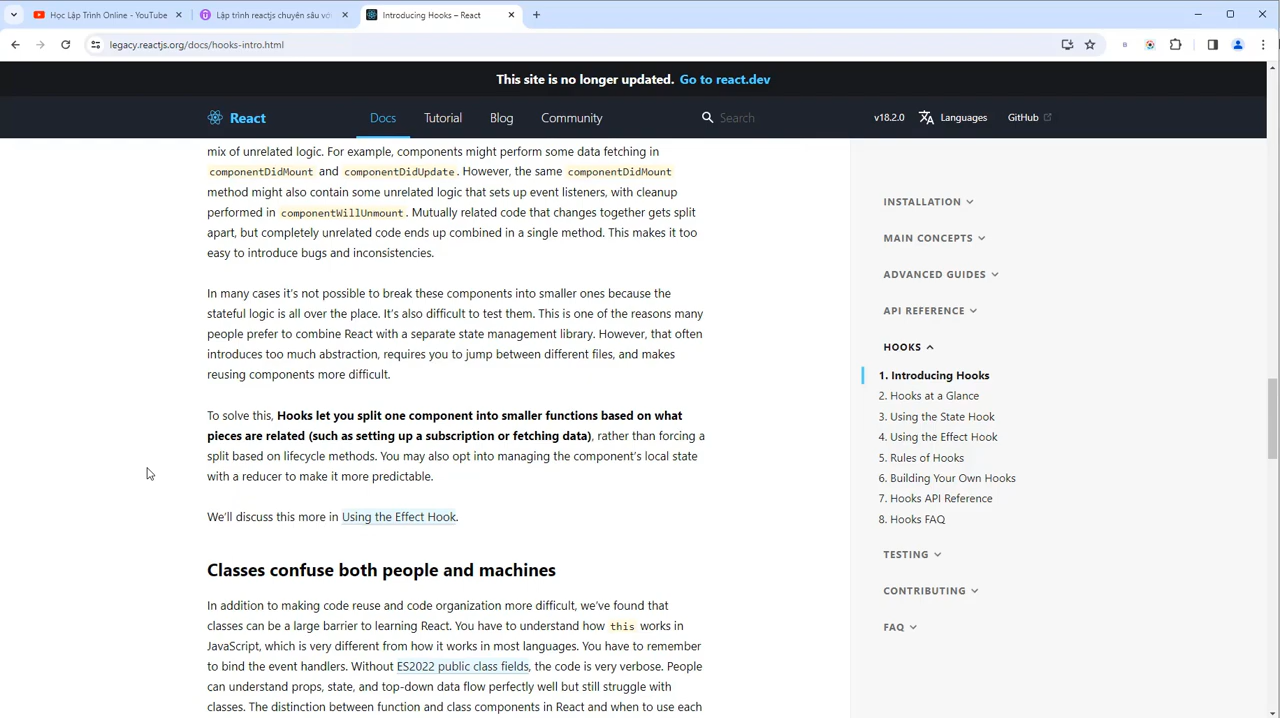 Học Lập Trình Online - YouTube
Lập trình reactjs chuyên sâu với
Introducing Hooks – React
legacy.reactjs.org/docs/hooks-intro.html
This site is no longer updated. Go to react.dev
React
Docs
Tutorial
Blog
Community
Search
v18.2.0
Languages
GitHub
mix of unrelated logic. For example, components might perform some data fetching in
componentDidMount and componentDidUpdate. However, the same componentDidMount
method might also contain some unrelated logic that sets up event listeners, with cleanup
performed in componentWillUnmount. Mutually related code that changes together gets split
apart, but completely unrelated code ends up combined in a single method. This makes it too
easy to introduce bugs and inconsistencies.
In many cases it’s not possible to break these components into smaller ones because the
stateful logic is all over the place. It’s also difficult to test them. This is one of the reasons many
people prefer to combine React with a separate state management library. However, that often
introduces too much abstraction, requires you to jump between different files, and makes
reusing components more difficult.
To solve this, Hooks let you split one component into smaller functions based on what
pieces are related (such as setting up a subscription or fetching data), rather than forcing a
split based on lifecycle methods. You may also opt into managing the component’s local state
with a reducer to make it more predictable.
We’ll discuss this more in Using the Effect Hook.
Classes confuse both people and machines
In addition to making code reuse and code organization more difficult, we’ve found that
classes can be a large barrier to learning React. You have to understand how this works in
JavaScript, which is very different from how it works in most languages. You have to remember
to bind the event handlers. Without ES2022 public class fields, the code is very verbose. People
can understand props, state, and top-down data flow perfectly well but still struggle with
classes. The distinction between function and class components in React and when to use each
INSTALLATION
MAIN CONCEPTS
ADVANCED GUIDES
API REFERENCE
HOOKS
1. Introducing Hooks
2. Hooks at a Glance
3. Using the State Hook
4. Using the Effect Hook
5. Rules of Hooks
6. Building Your Own Hooks
7. Hooks API Reference
8. Hooks FAQ
TESTING
CONTRIBUTING
FAQ